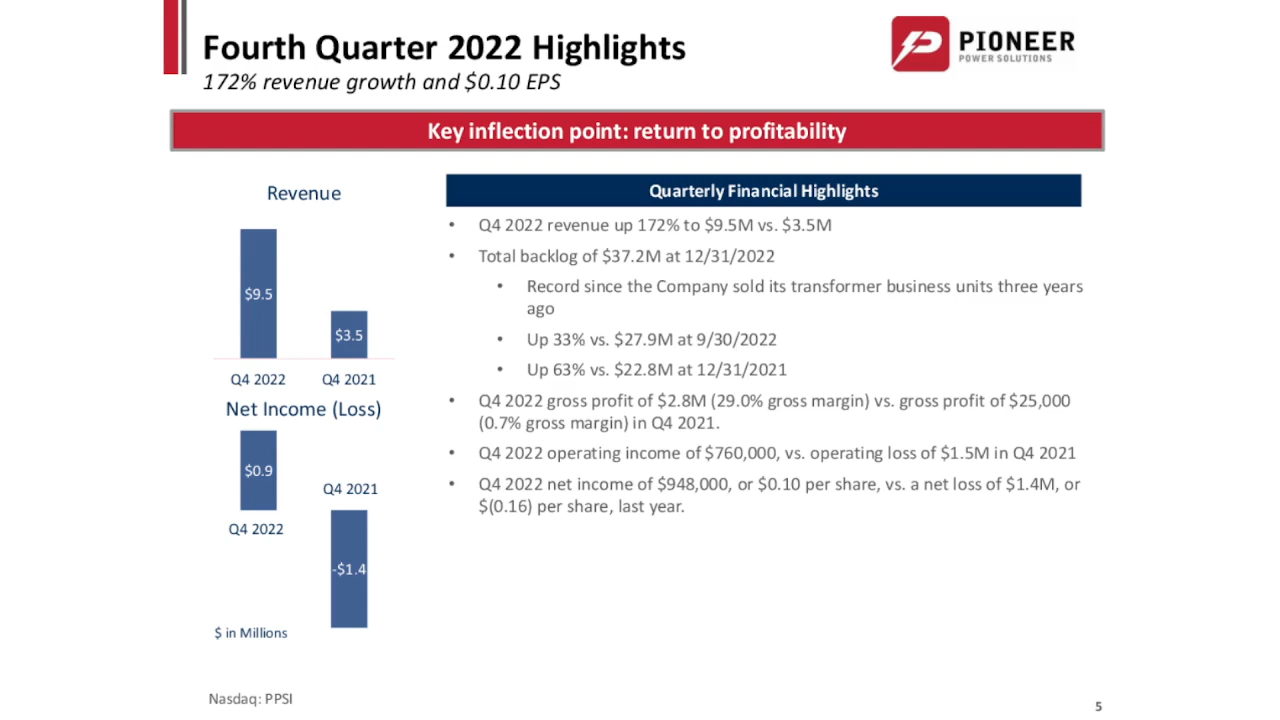 Fourth Quarter 2022 Highlights
172% revenue growth and $0.10 EPS
PIONEER
POWER SOLUTIONS
Key inflection point: return to profitability
Revenue
$9.5
$3.5
Q4 2022
Q4 2021
Net Income (Loss)
$0.9
Q4 2021
Q4 2022
-$1.4
$ in Millions
Quarterly Financial Highlights
• Q4 2022 revenue up 172% to $9.5M vs. $3.5M
• Total backlog of $37.2M at 12/31/2022
• Record since the Company sold its transformer business units three years
ago
• Up 33% vs. $27.9M at 9/30/2022
• Up 63% vs. $22.8M at 12/31/2021
• Q4 2022 gross profit of $2.8M (29.0% gross margin) vs. gross profit of $25,000
(0.7% gross margin) in Q4 2021.
• Q4 2022 operating income of $760,000, vs. operating loss of $1.5M in Q4 2021
• Q4 2022 net income of $948,000, or $0.10 per share, vs. a net loss of $1.4M, or
$(0.16) per share, last year.
Nasdaq: PPSI
5